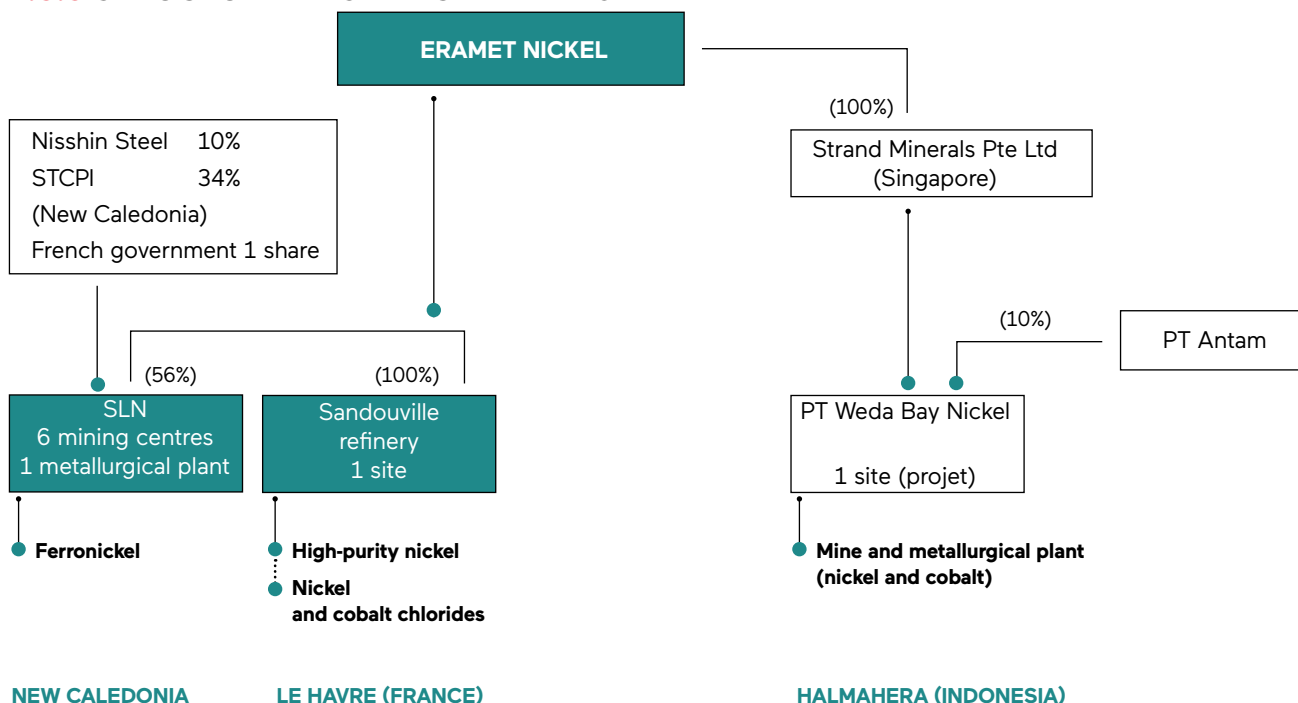 ERAMET NICKEL
(100%)
Nisshin Steel 10%
STCPI 34%
(New Caledonia)
French government 1 share
Strand Minerals Pte Ltd
(Singapore)
(10%)
PT Antam
(56%)
(100%)
SLN
6 mining centres
1 metallurgical plant
Sandouville
refinery
1 site
PT Weda Bay Nickel
1 site (projet)
Ferronickel
High-purity nickel
Nickel
and cobalt chlorides
Mine and metallurgical plant
(nickel and cobalt)
NEW CALEDONIA
LE HAVRE (FRANCE)
HALMAHERA (INDONESIA)